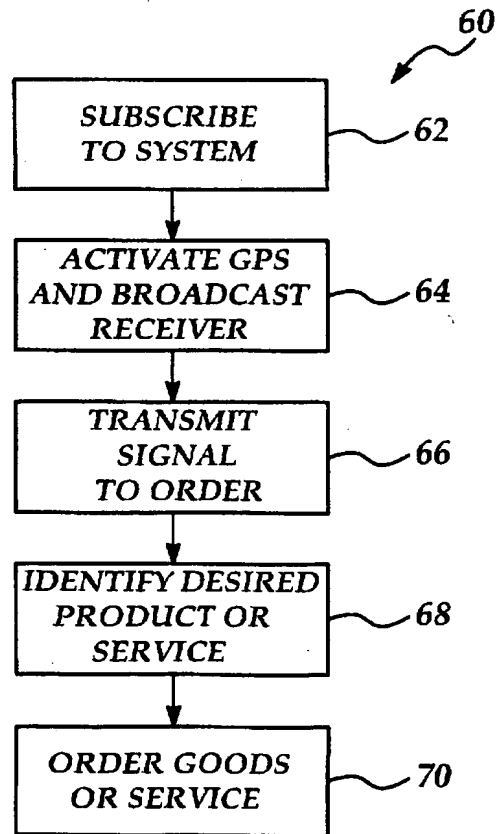 60
SUBSCRIBE
TO SYSTEM
62
ACTIVATE GPS
AND BROADCAST
RECEIVER
64
TRANSMIT
SIGNAL
TO ORDER
66
IDENTIFY DESIRED
PRODUCT OR
SERVICE
68
ORDER GOODS
OR SERVICE
70